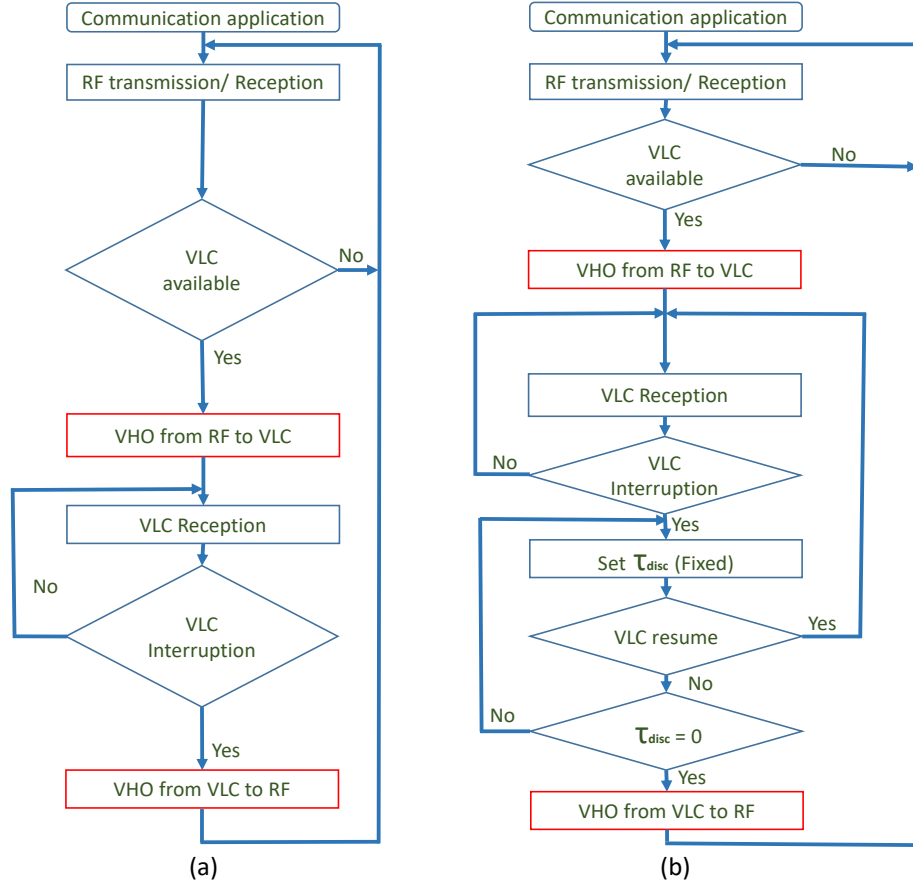 Communication application
RF transmission/ Reception
VLC
available
No
Yes
VHO from RF to VLC
VLC Reception
No
VLC
Interruption
Yes
VHO from VLC to RF
(a)
Communication application
RF transmission/ Reception
VLC
available
No
Yes
VHO from RF to VLC
VLC Reception
No
VLC
Interruption
Yes
Set τdisc (Fixed)
VLC resume
Yes
No
No
τdisc = 0
Yes
VHO from VLC to RF
(b)